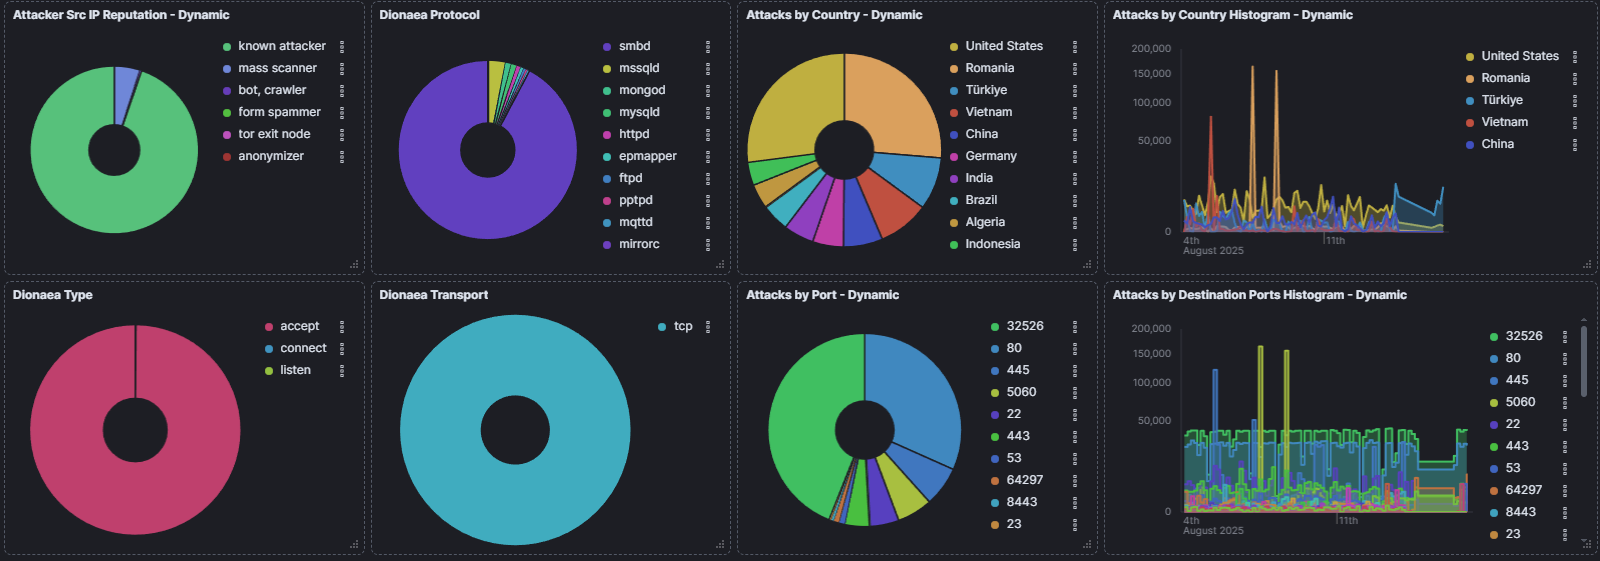 Attacker Src IP Reputation - Dynamic
known attacker
mass scanner
bot, crawler
form spammer
tor exit node
anonymizer
Dionaea Protocol
smbd
mssqld
mongod
mysqld
httpd
epmapper
ftpd
pptpd
mqttd
mirrorc
Attacks by Country - Dynamic
United States
Romania
Türkiye
Vietnam
China
Germany
India
Brazil
Algeria
Indonesia
Attacks by Country Histogram - Dynamic
200,000
150,000
100,000
50,000
0
4th
11th
August 2025
United States
Romania
Türkiye
Vietnam
China
Dionaea Type
accept
connect
listen
Dionaea Transport
tcp
Attacks by Port - Dynamic
32526
80
445
5060
22
443
53
64297
8443
23
Attacks by Destination Ports Histogram - Dynamic
200,000
150,000
100,000
50,000
0
4th
11th
August 2025
32526
80
445
5060
22
443
53
64297
8443
23